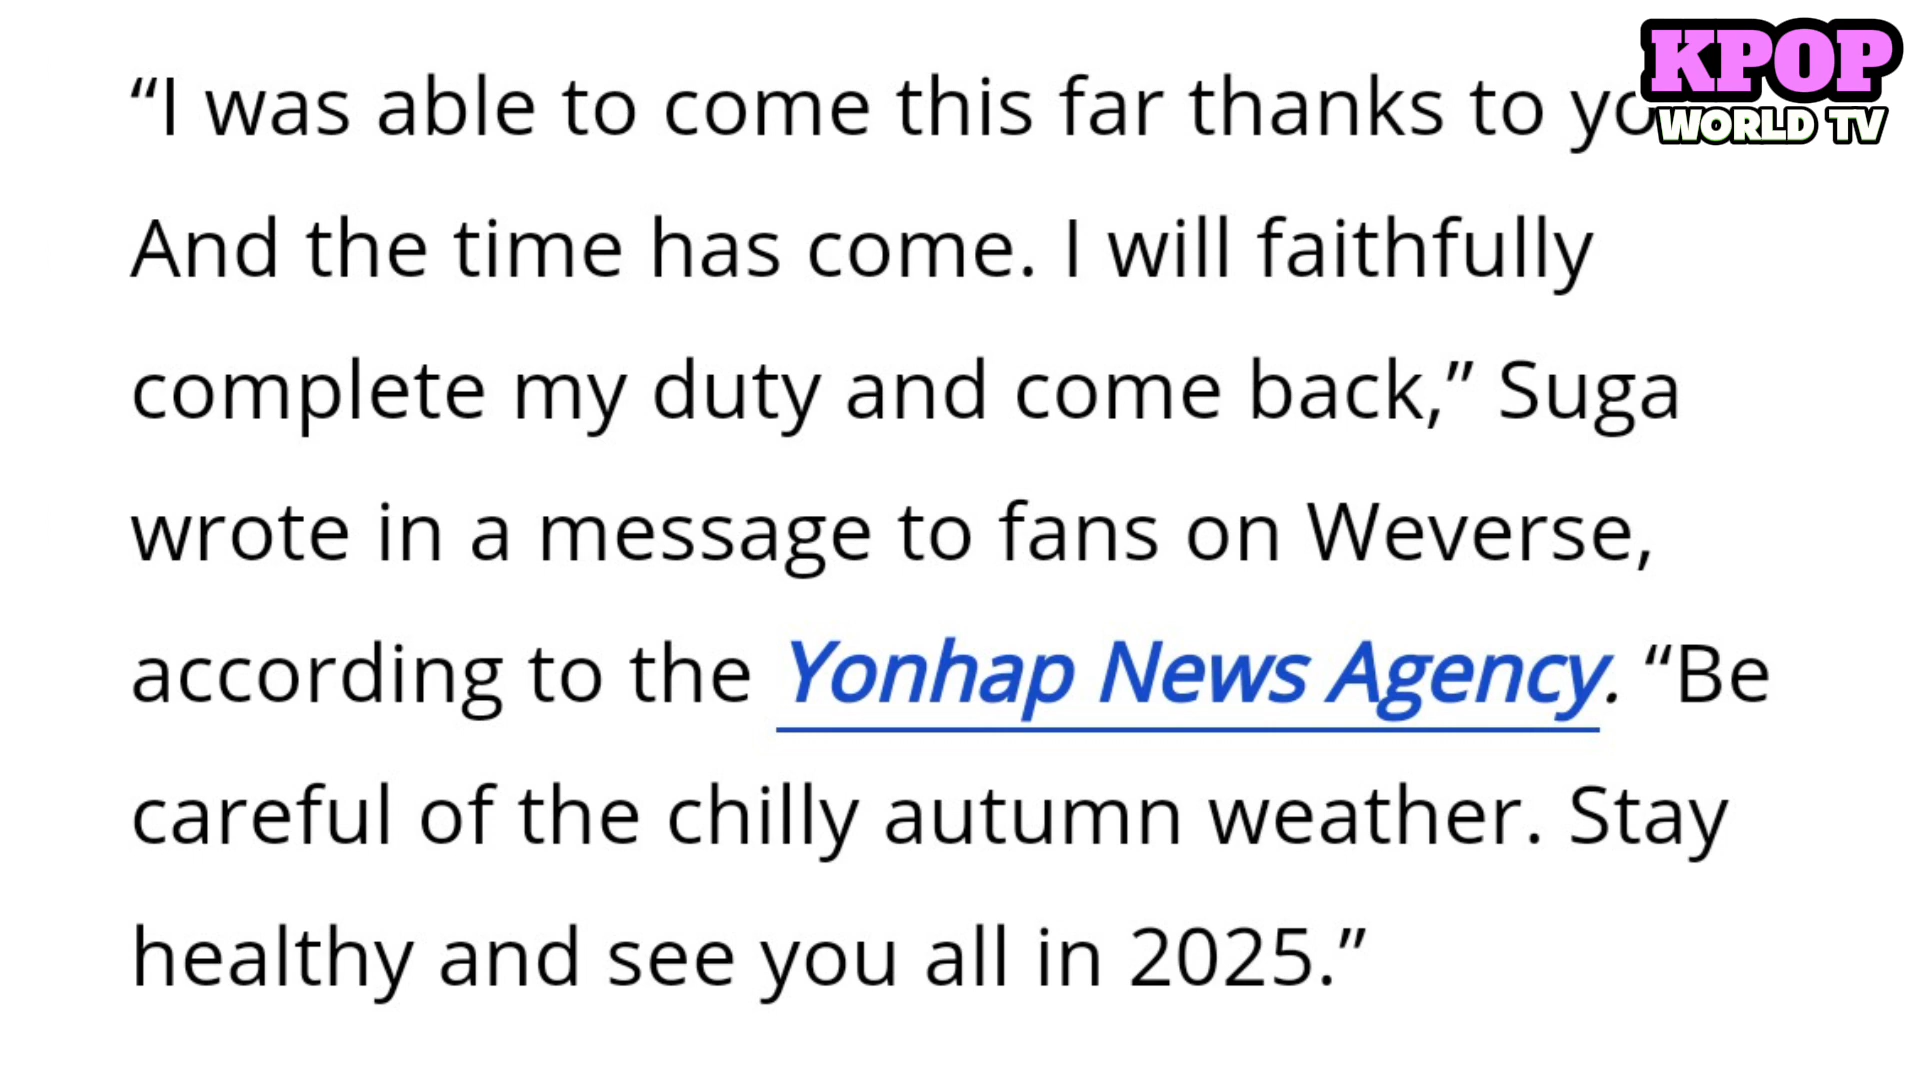 “I was able to come this far thanks to
And the time has come. I will faithfully
complete my duty and come back,” Suga
wrote in a message to fans on Weverse,
according to the Yonhap News Agency. “Be
careful of the chilly autumn weather. Stay
healthy and see you all in 2025.”
KPOP
WORLD TV